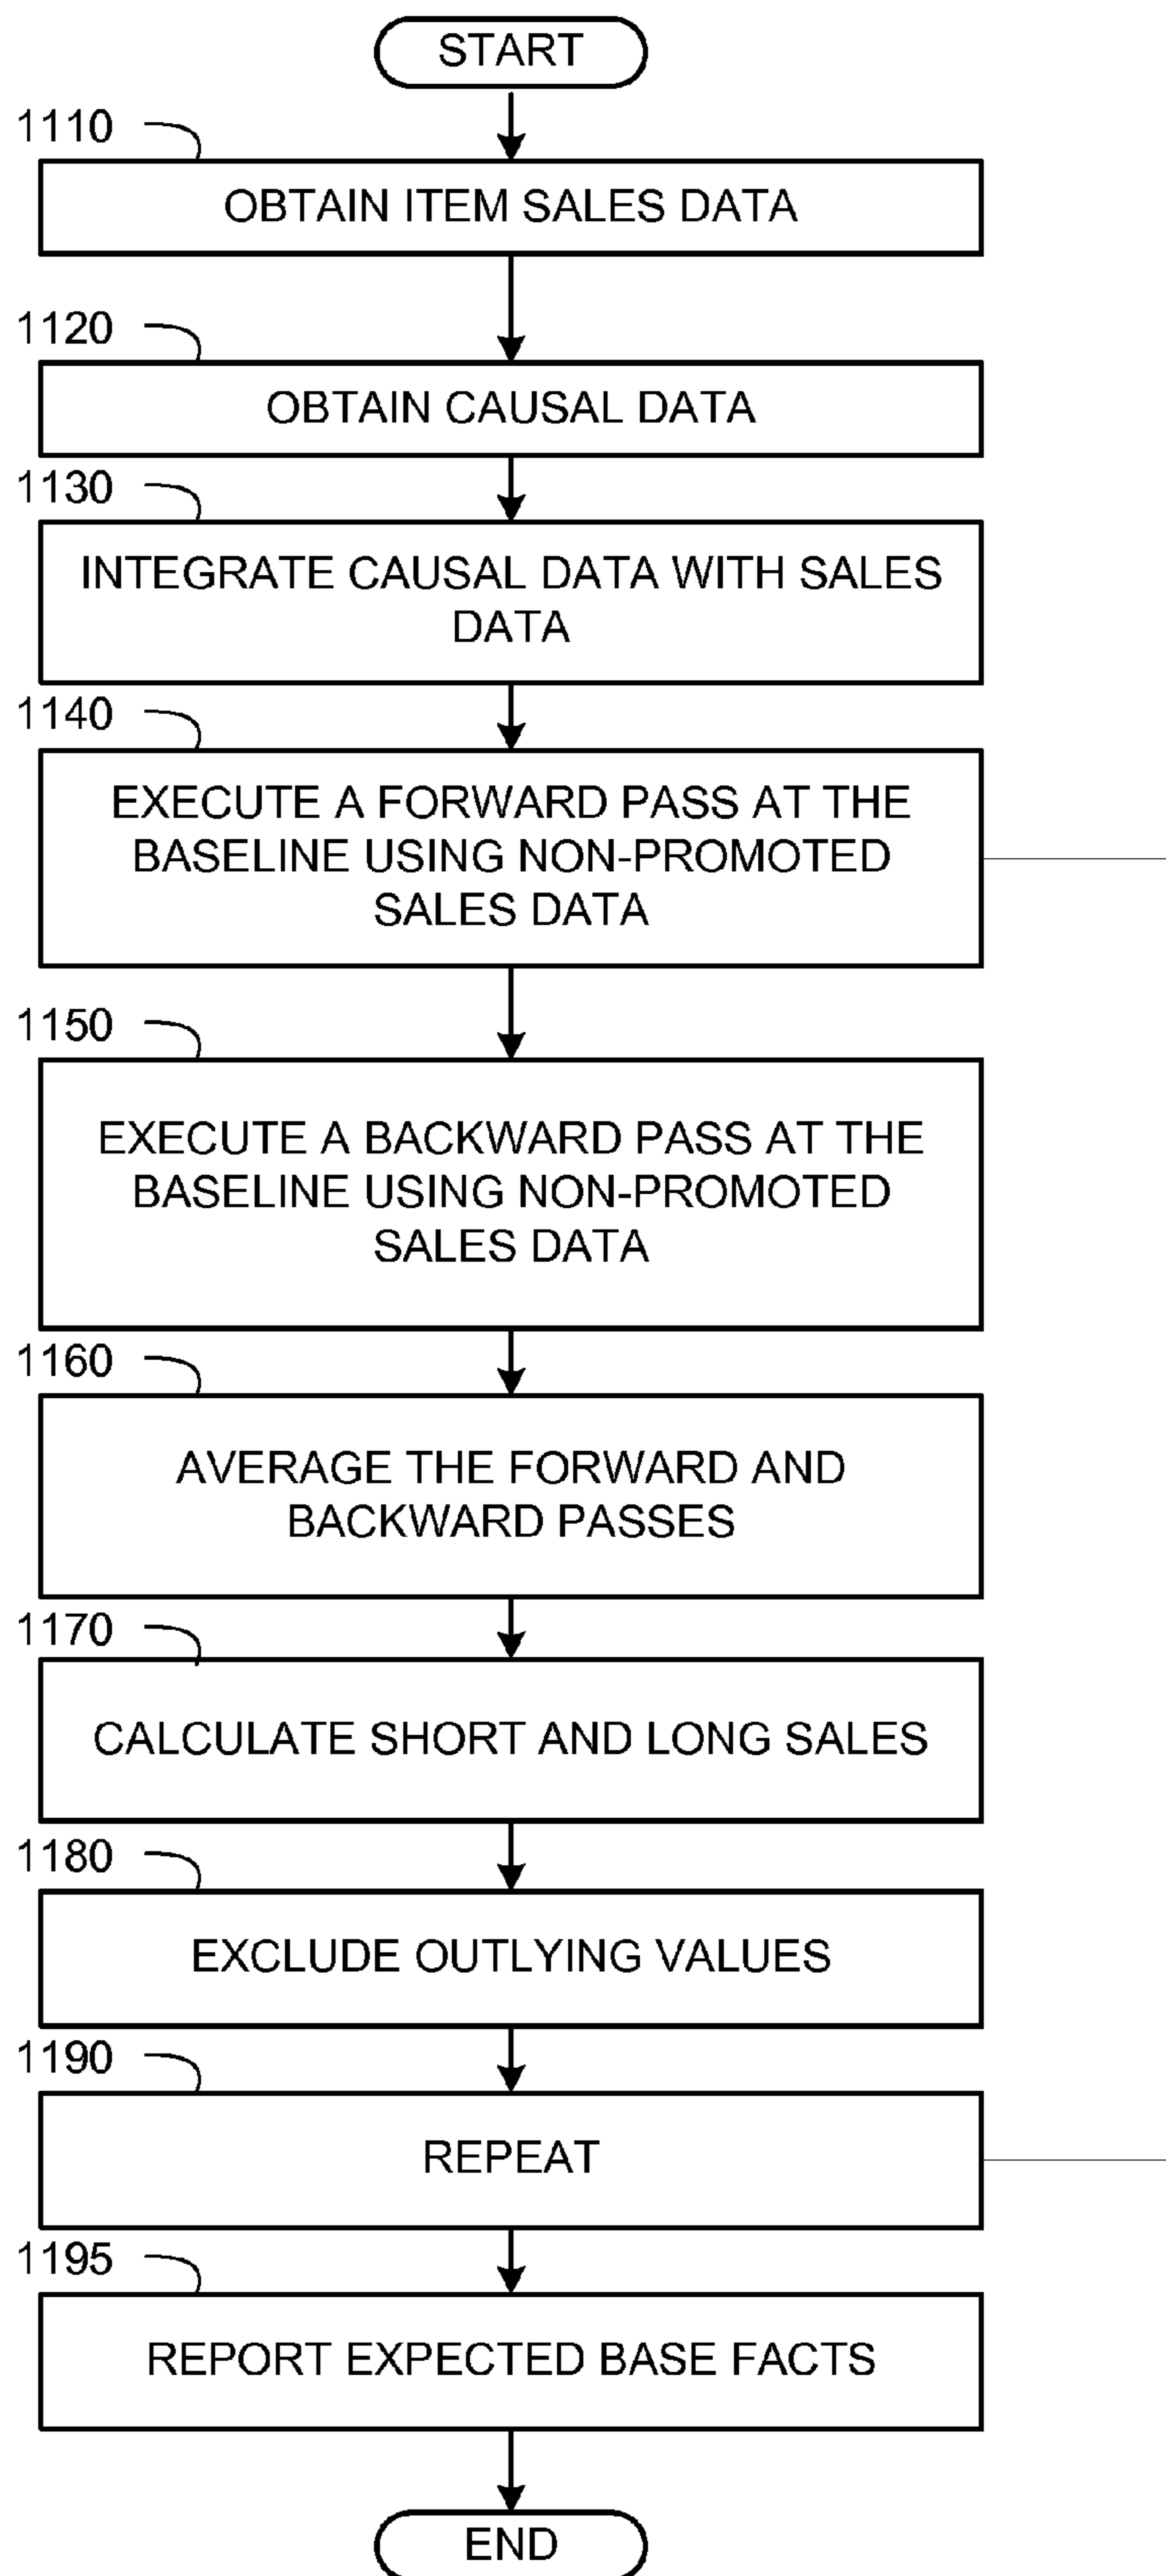 START
1110
OBTAIN ITEM SALES DATA
1120
OBTAIN CAUSAL DATA
1130
INTEGRATE CAUSAL DATA WITH SALES
DATA
1140
EXECUTE A FORWARD PASS AT THE
BASELINE USING NON-PROMOTED
SALES DATA
1150
EXECUTE A BACKWARD PASS AT THE
BASELINE USING NON-PROMOTED
SALES DATA
1160
AVERAGE THE FORWARD AND
BACKWARD PASSES
1170
CALCULATE SHORT AND LONG SALES
1180
EXCLUDE OUTLYING VALUES
1190
REPEAT
1195
REPORT EXPECTED BASE FACTS
END